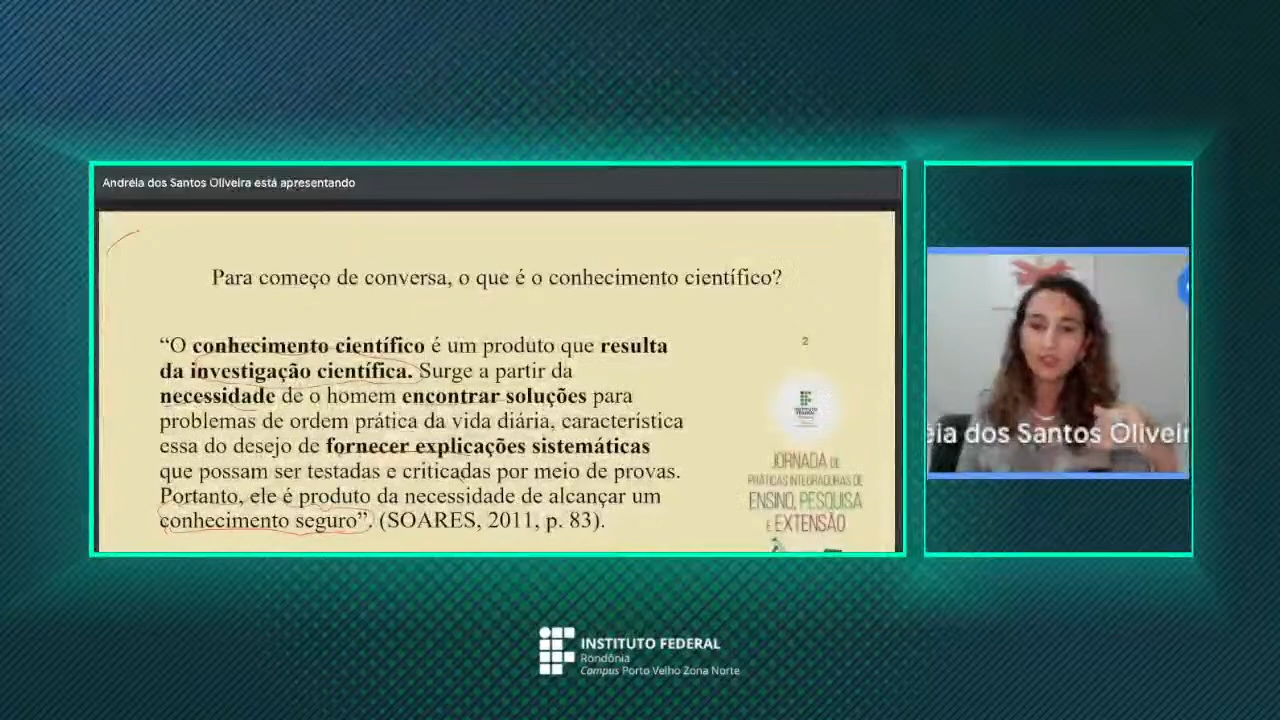 Andréia dos Santos Oliveira está apresentando
Para começo de conversa, o que é o conhecimento científico?
“O conhecimento científico é um produto que resulta
da investigação científica. Surge a partir da
necessidade de o homem encontrar soluções para
problemas de ordem prática da vida diária, característica
essa do desejo de fornecer explicações sistemáticas
que possam ser testadas e criticadas por meio de provas.
Portanto, ele é produto da necessidade de alcançar um
conhecimento seguro”. (SOARES, 2011, p. 83).
2
INSTITUTO
FEDERAL
JORNADA DE
PRÁTICAS INTEGRADORAS DE
ENSINO, PESQUISA
E EXTENSÃO
éia dos Santos Oliveir
INSTITUTO FEDERAL
Rondônia
Campus Porto Velho Zona Norte